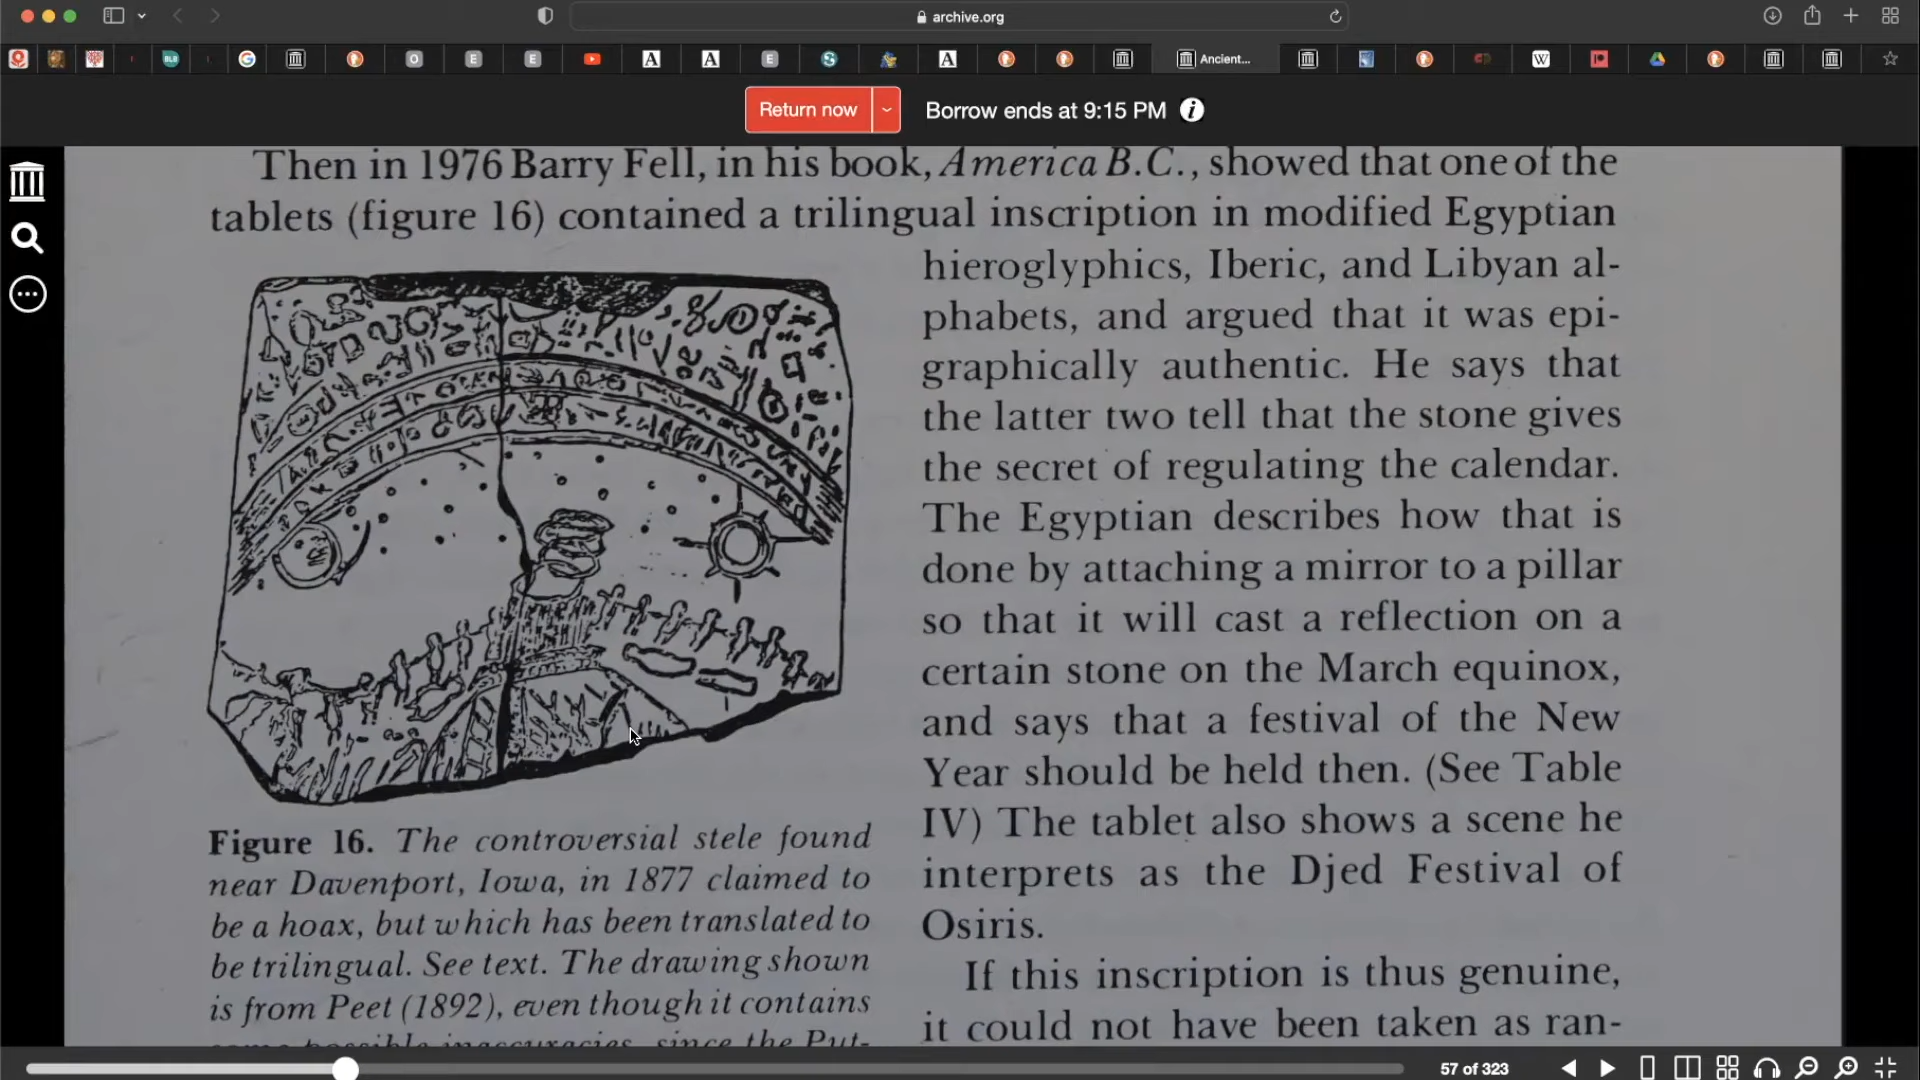 archive.org
Ancient...
Return now
Borrow ends at 9:15 PM
Then in 1976 Barry Fell, in his book, America B.C., showed that one of the
tablets (figure 16) contained a trilingual inscription in modified Egyptian
hieroglyphics, Iberic, and Libyan al-
phabets, and argued that it was epi-
graphically authentic. He says that
the latter two tell that the stone gives
the secret of regulating the calendar.
The Egyptian describes how that is
done by attaching a mirror to a pillar
so that it will cast a reflection on a
certain stone on the March equinox,
and says that a festival of the New
Year should be held then. (See Table
IV) The tablet also shows a scene he
interprets as the Djed Festival of
Osiris.
If this inscription is thus genuine,
it could not have been taken as ran-
Figure 16. The controversial stele found
near Davenport, Iowa, in 1877 claimed to
be a hoax, but which has been translated to
be trilingual. See text. The drawing shown
is from Peet (1892), even though it contains
some possible inaccuracies, since the Put-
57 of 323